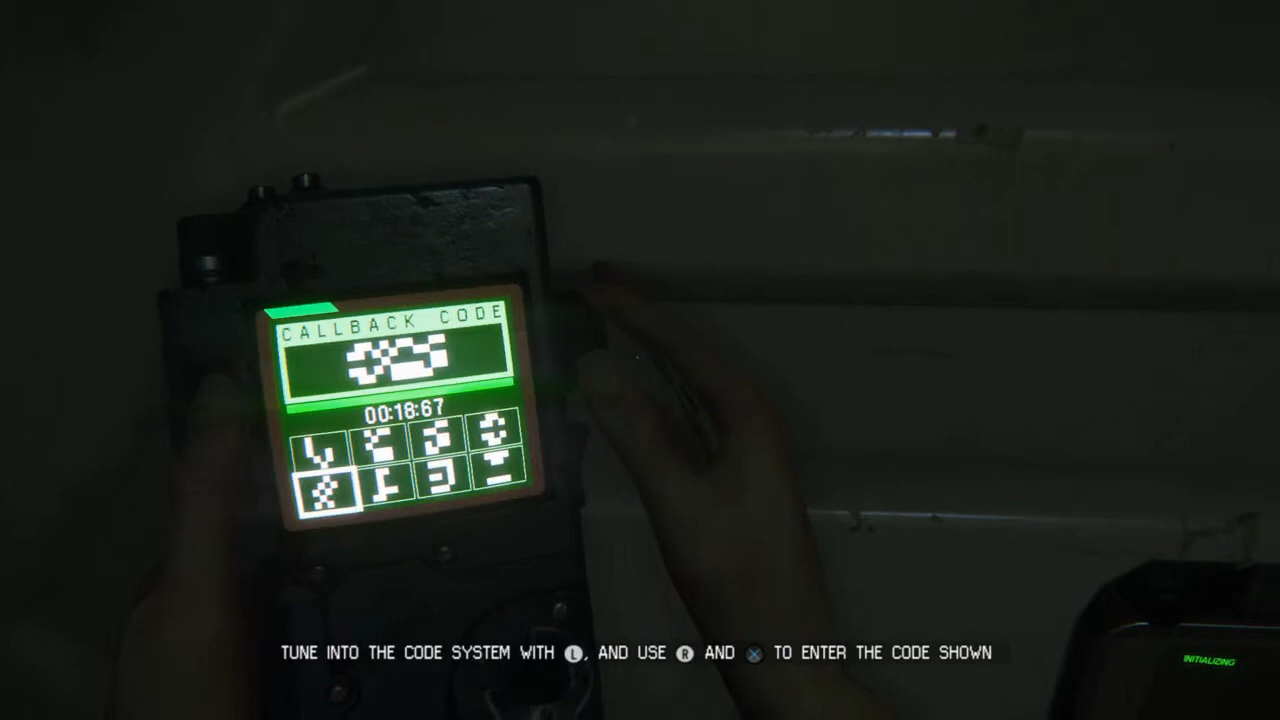 CALLBACK CODE
00:18:67
TUNE INTO THE CODE SYSTEM WITH L, AND USE R AND X TO ENTER THE CODE SHOWN
INITIALIZING